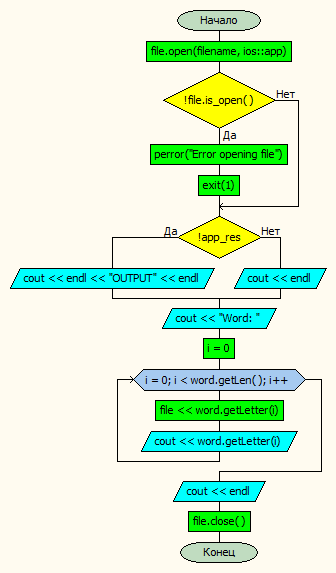 Начало
file.open(filename, ios::app)
!file.is_open()
Нет
Да
perror("Error opening file")
exit(1)
Да
!app_res
Нет
cout << endl << "OUTPUT" << endl
cout << endl
cout << "Word: "
i = 0
i = 0; i < word.getLen(); i++
file << word.getLetter(i)
cout << word.getLetter(i)
cout << endl
file.close()
Конец